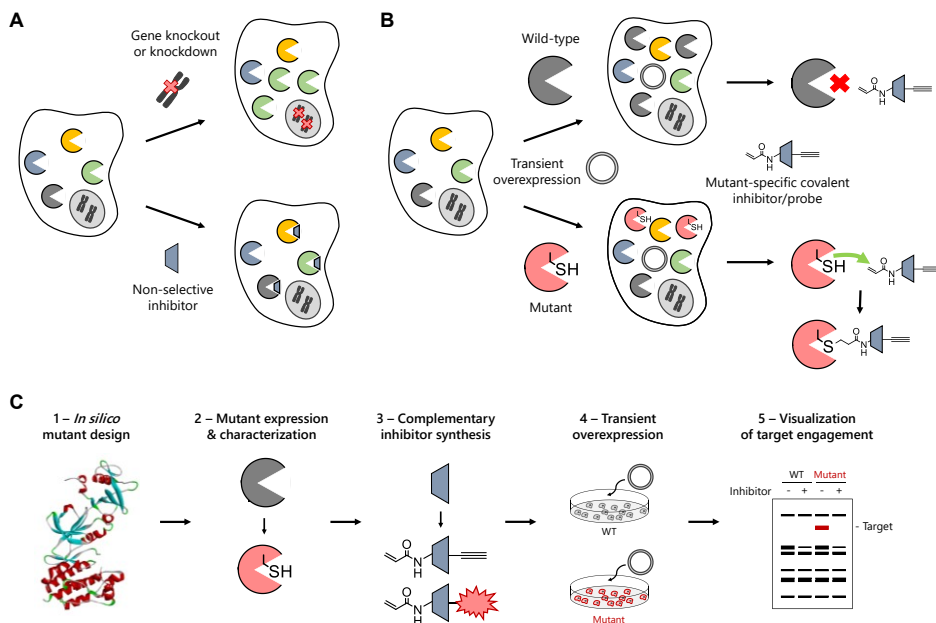 A
Gene knockout
or knockdown
Non-selective
inhibitor
B
Wild-type
Transient
overexpression
SH
SH
SH
Mutant
O
N
H
O
N
H
Mutant-specific covalent
inhibitor/probe
SH
O
N
H
S
O
N
H
C
1 – In silico
mutant design
2 – Mutant expression
& characterization
SH
3 – Complementary
inhibitor synthesis
O
N
H
O
N
H
4 – Transient
overexpression
WT
Mutant
5 – Visualization
of target engagement
WT Mutant
Inhibitor - + - +
- Target